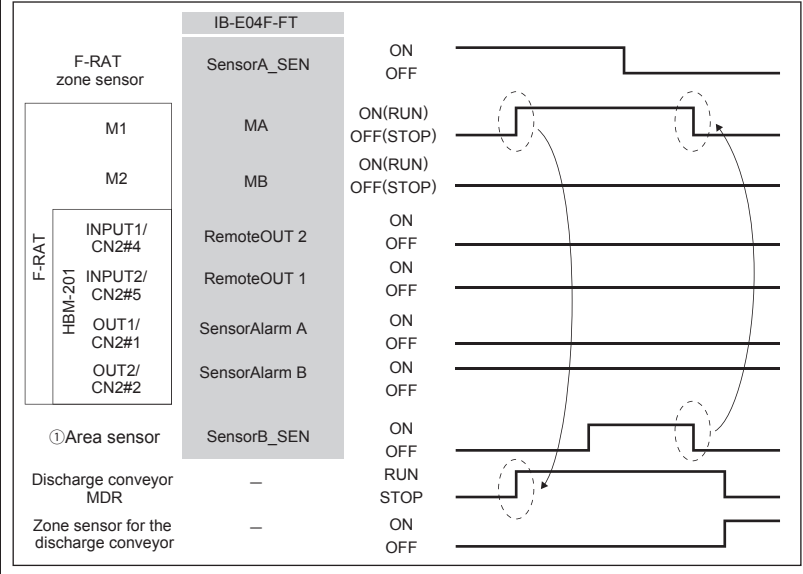 IB-E04F-FT
F-RAT
zone sensor
SensorA_SEN
ON
OFF
M1
MA
ON(RUN)
OFF(STOP)
M2
MB
ON(RUN)
OFF(STOP)
F-RAT
HBM-201
INPUT1/
CN2#4
RemoteOUT 2
ON
OFF
INPUT2/
CN2#5
RemoteOUT 1
ON
OFF
OUT1/
CN2#1
SensorAlarm A
ON
OFF
OUT2/
CN2#2
SensorAlarm B
ON
OFF
①Area sensor
SensorB_SEN
ON
OFF
Discharge conveyor
MDR
—
RUN
STOP
Zone sensor for the
discharge conveyor
—
ON
OFF